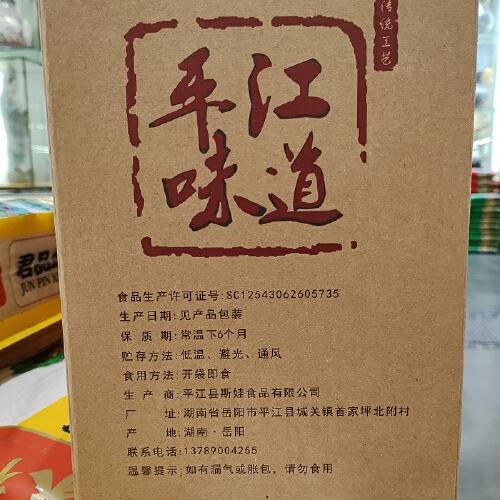 传统工艺
平江
味道
君品
JUN PIN X
食品生产许可证号:SC12543062605735
生产日期:见产品包装
保质期:常温下6个月
贮存方法:低温、避光、通风
食用方法:开袋即食
生产商:平江县斯娃食品有限公司
厂址:湖南省岳阳市平江县城关镇首家坪北附村
产地:湖南·岳阳
联系电话:13789004255
温馨提示:如有漏气或胀包,请勿食用